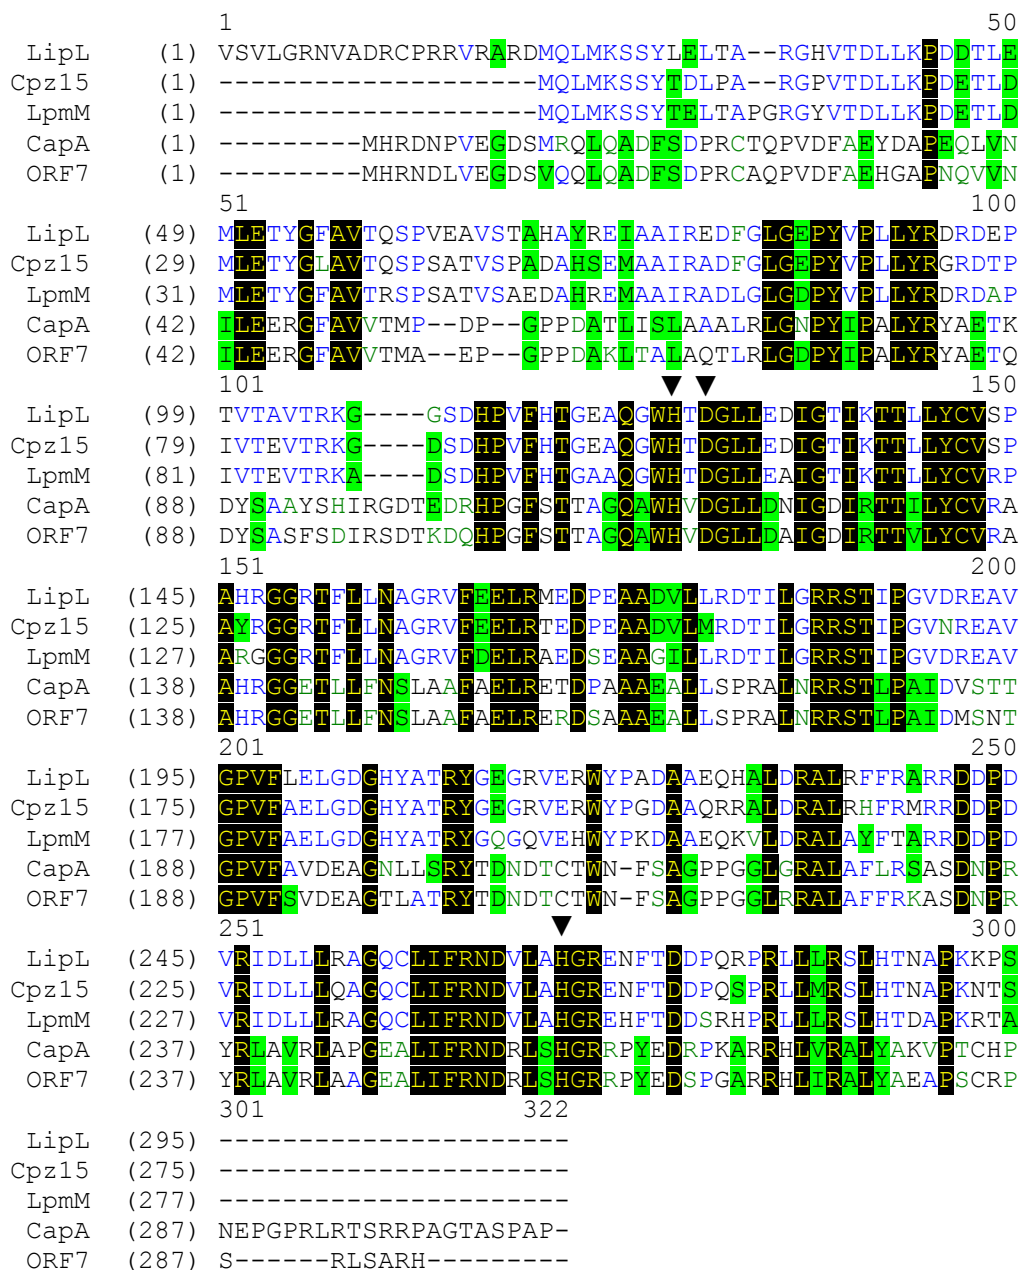 1 50
LipL (1) VSVLGRNVADRCPRRVRARDMQLMKSSYLELTA--RGHVTDLLKPDDTLE
Cpz15 (1) --------------------MQLMKSSYTDLPA--RGPVTDLLKPDETLD
LpmM (1) --------------------MQLMKSSYTELTAPGRGYVTDLLKPDETLD
CapA (1) ---------MHRDNPVEGDSMRQLQADFSDPRCTQPVDFAEYDAPEQLVN
ORF7 (1) ---------MHRNDLVEGDSVQQLQADFSDPRCAQPVDFAEHGAPNQVVN
51 100
LipL (49) MLETYGFAVTQSPVEAVSTAHAYREIAAIREDFGLGEPYVPLLYRDRDEP
Cpz15 (29) MLETYGLAVTQSPSATVSPADAHSEMAAIRADFGLGEPYVPLLYRGRDTP
LpmM (31) MLETYGFAVTRSPSATVSAEDAHREMAAIRADLGLGDPYVPLLYRDRDAP
CapA (42) ILEERGFAVVTMP--DP--GPPDATLISLAAALRLGNPYIPALYRYAETK
ORF7 (42) ILEERGFAVVTMA--EP--GPPDAKLTALAQTLRLGDPYIPALYRYAETQ
101 ▼ ▼ 150
LipL (99) TVTAVTRKG----GSDHPVFHTGEAQGWHTDGLLEDIGTIKTTLLYCVSP
Cpz15 (79) IVTEVTRKG----DSDHPVFHTGEAQGWHTDGLLEDIGTIKTTLLYCVSP
LpmM (81) IVTEVTRKA----DSDHPVFHTGAAQGWHTDGLLEAIGTIKTTLLYCVRP
CapA (88) DYSAAYSHIRGDTEDRHPGFSTTAGQAWHVDGLLDNIGDIRTTILYCVRA
ORF7 (88) DYSASFSDIRSDTKDQHPGFSTTAGQAWHVDGLLDAIGDIRTTVLYCVRA
151 200
LipL (145) AHRGGRTFLLNAGRVFEELRMEDPEAADVLLRDTILGRRSTIPGVDREAV
Cpz15 (125) AYRGGRTFLLNAGRVFEELRTEDPEAADVLMRDTILGRRSTIPGVNREAV
LpmM (127) ARGGGRTFLLNAGRVFDELRAEDSEAAGILLRDTILGRRSTIPGVDREAV
CapA (138) AHRGGETLLFNSLAAFAELRETDPAAAEALLSPRALNRRSTLPAIDVSTT
ORF7 (138) AHRGGETLLFNSLAAFAELRERDSAAAEALLSPRALNRRSTLPAIDMSNT
201 250
LipL (195) GPVFLELGDGHYATRYGEGRVERWYPADAAEQHALDRALRFFRARRDDPD
Cpz15 (175) GPVFAELGDGHYATRYGEGRVERWYPGDAAQRRALDRALRHFRMRRDDPD
LpmM (177) GPVFAELGDGHYATRYGQGQVEHWYPKDAAEQKVLDRALAYFTARRDDPD
CapA (188) GPVFAVDEAGNLLSRYTDNDTCTWN-FSAGPPGGLGRALAFLRSASDNPR
ORF7 (188) GPVFSVDEAGTLATRYTDNDTCTWN-FSAGPPGGLRRALAFFRKASDNPR
251 ▼ 300
LipL (245) VRIDLLLRAGQCLIFRNDVLAHGRENFTDDPQRPRLLLRSLHTNAPKKPS
Cpz15 (225) VRIDLLLQAGQCLIFRNDVLAHGRENFTDDPQSPRLLMRSLHTNAPKNTS
LpmM (227) VRIDLLLRAGQCLIFRNDVLAHGREHFTDDSRHPRLLLRSLHTDAPKRTA
CapA (237) YRLAVRLAPGEALIFRNDRLSHGRRPYEDRPKARRHLVRALYAKVPTCHP
ORF7 (237) YRLAVRLAAGEALIFRNDRLSHGRRPYEDSPGARRHLIRALYAEAPSCRP
301 322
LipL (295) ----------------------
Cpz15 (275) ----------------------
LpmM (277) ----------------------
CapA (287) NEPGPRLRTSRRPAGTASPAP-
ORF7 (287) S------RLSARH---------